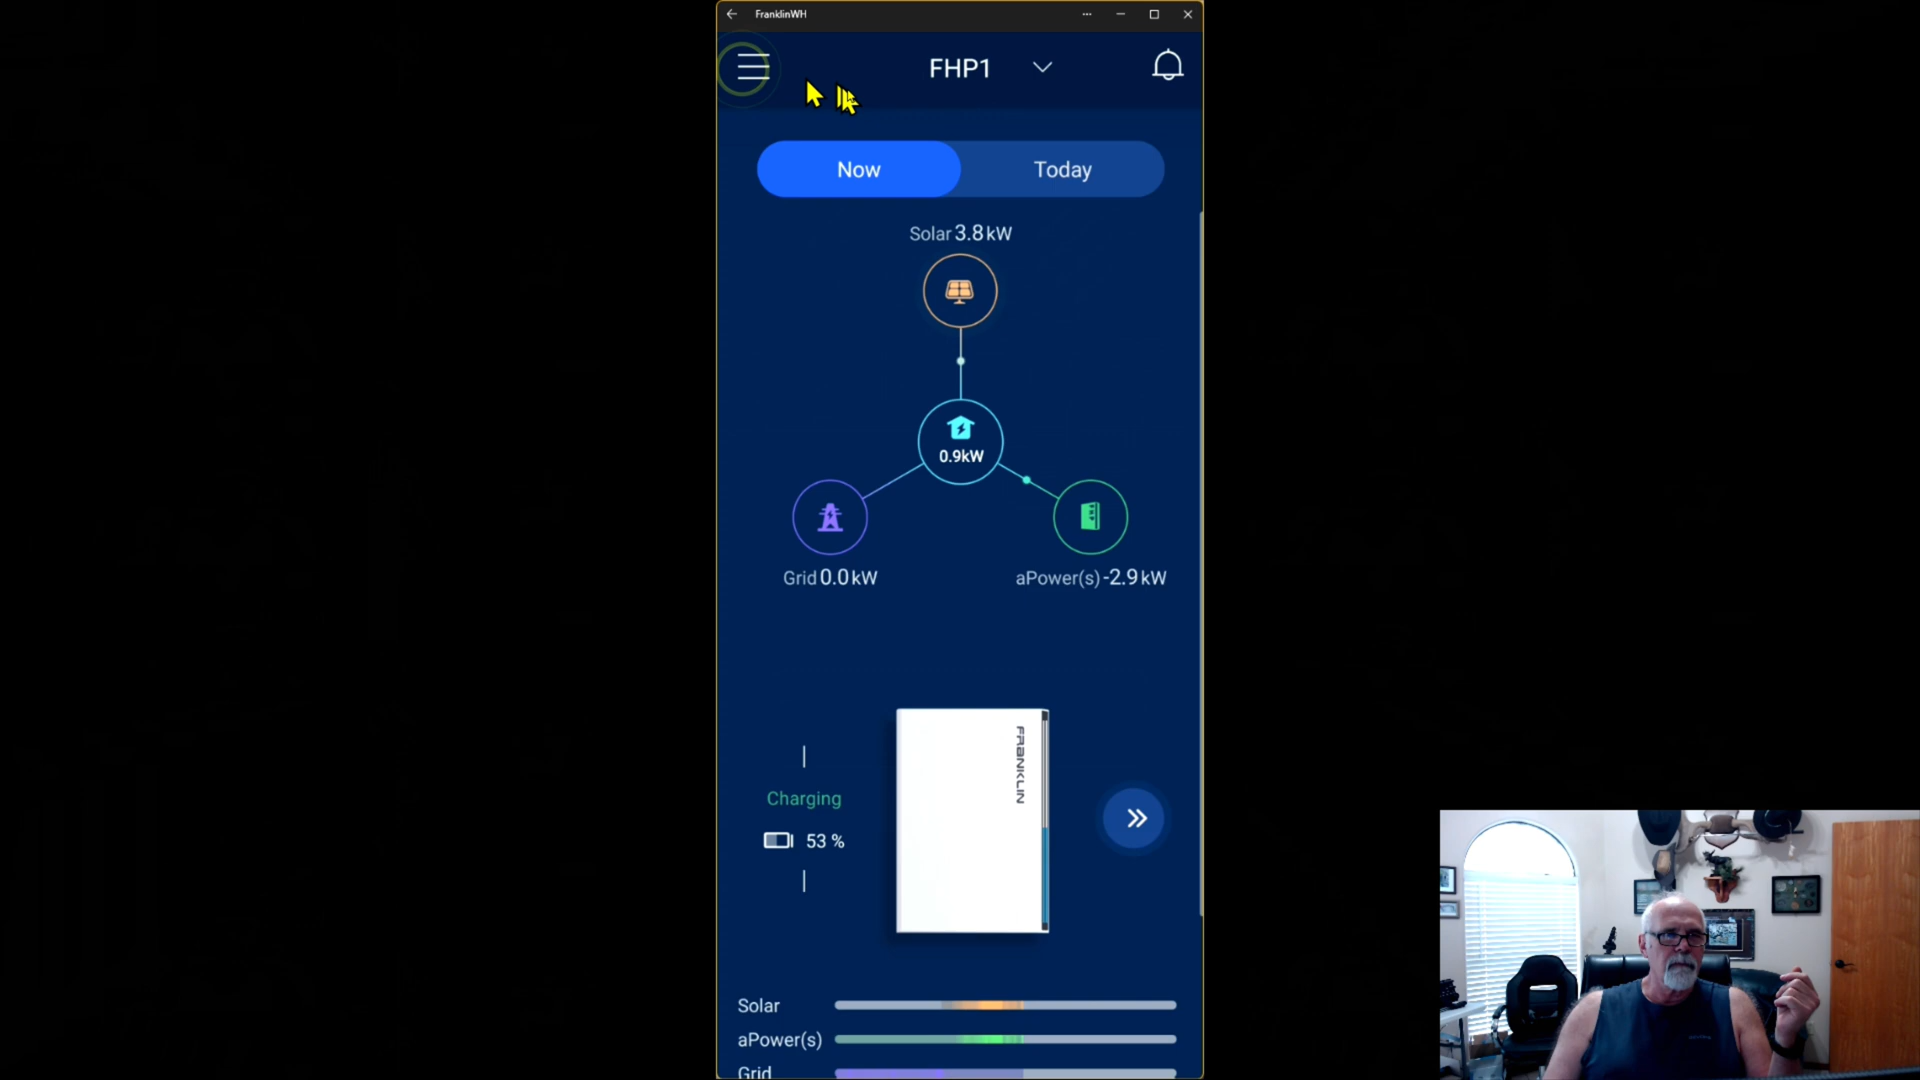 FranklinWH
FHP1
Now
Today
Solar 3.8 kW
0.9kW
Grid 0.0 kW
aPower(s) -2.9 kW
FRANKLIN
Charging
53 %
Solar
aPower(s)
Grid